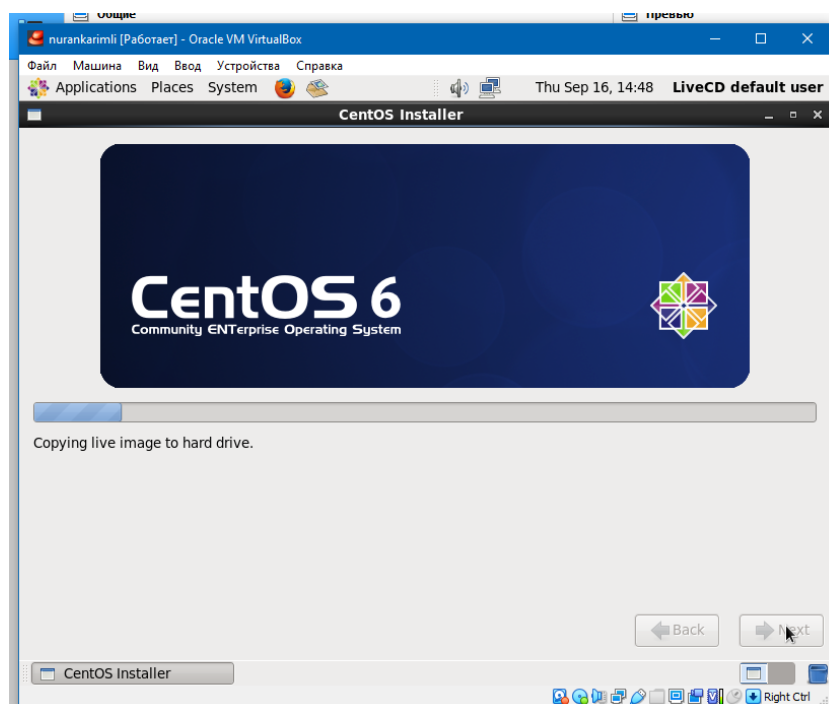 Общие Превью
nurankarimli [Работает] - Oracle VM VirtualBox
Файл Машина Вид Ввод Устройства Справка
Applications Places System Thu Sep 16, 14:48 LiveCD default user
CentOS Installer
CentOS 6
Community ENTerprise Operating System
Copying live image to hard drive.
Back Next
CentOS Installer
Right Ctrl